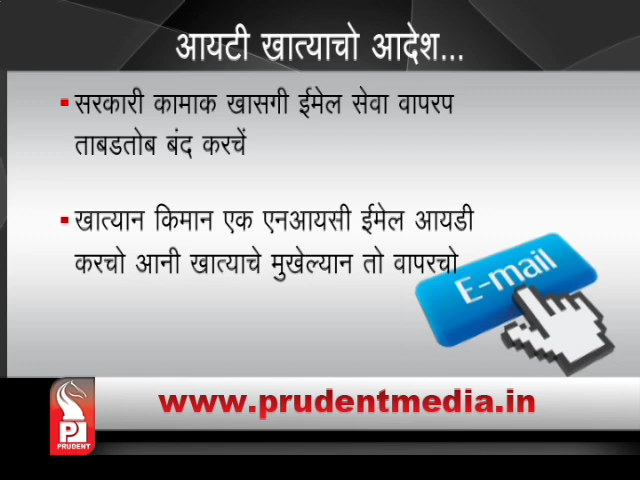 आयटी खात्याचो आदेश...
▪ सरकारी कामाक खासगी ईमेल सेवा वापरप
ताबडतोब बंद करचें
▪ खात्यान किमान एक एनआयसी ईमेल आयडी
करचो आनी खात्याचे मुखेल्यान तो वापरचो
E-mail
www.prudentmedia.in
PRUDENT